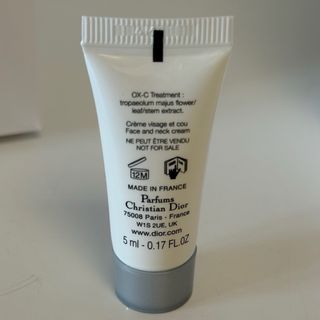 OX-C Treatment :
tropaeolum majus flower/
leaf/stem extract.
Crème visage et cou
Face and neck cream
NE PEUT ÊTRE VENDU
NOT FOR SALE
12M
MADE IN FRANCE
Parfums
Christian Dior
75008 Paris - France
W1S 2UE, UK
www.dior.com
5 ml - 0.17 FL.OZ